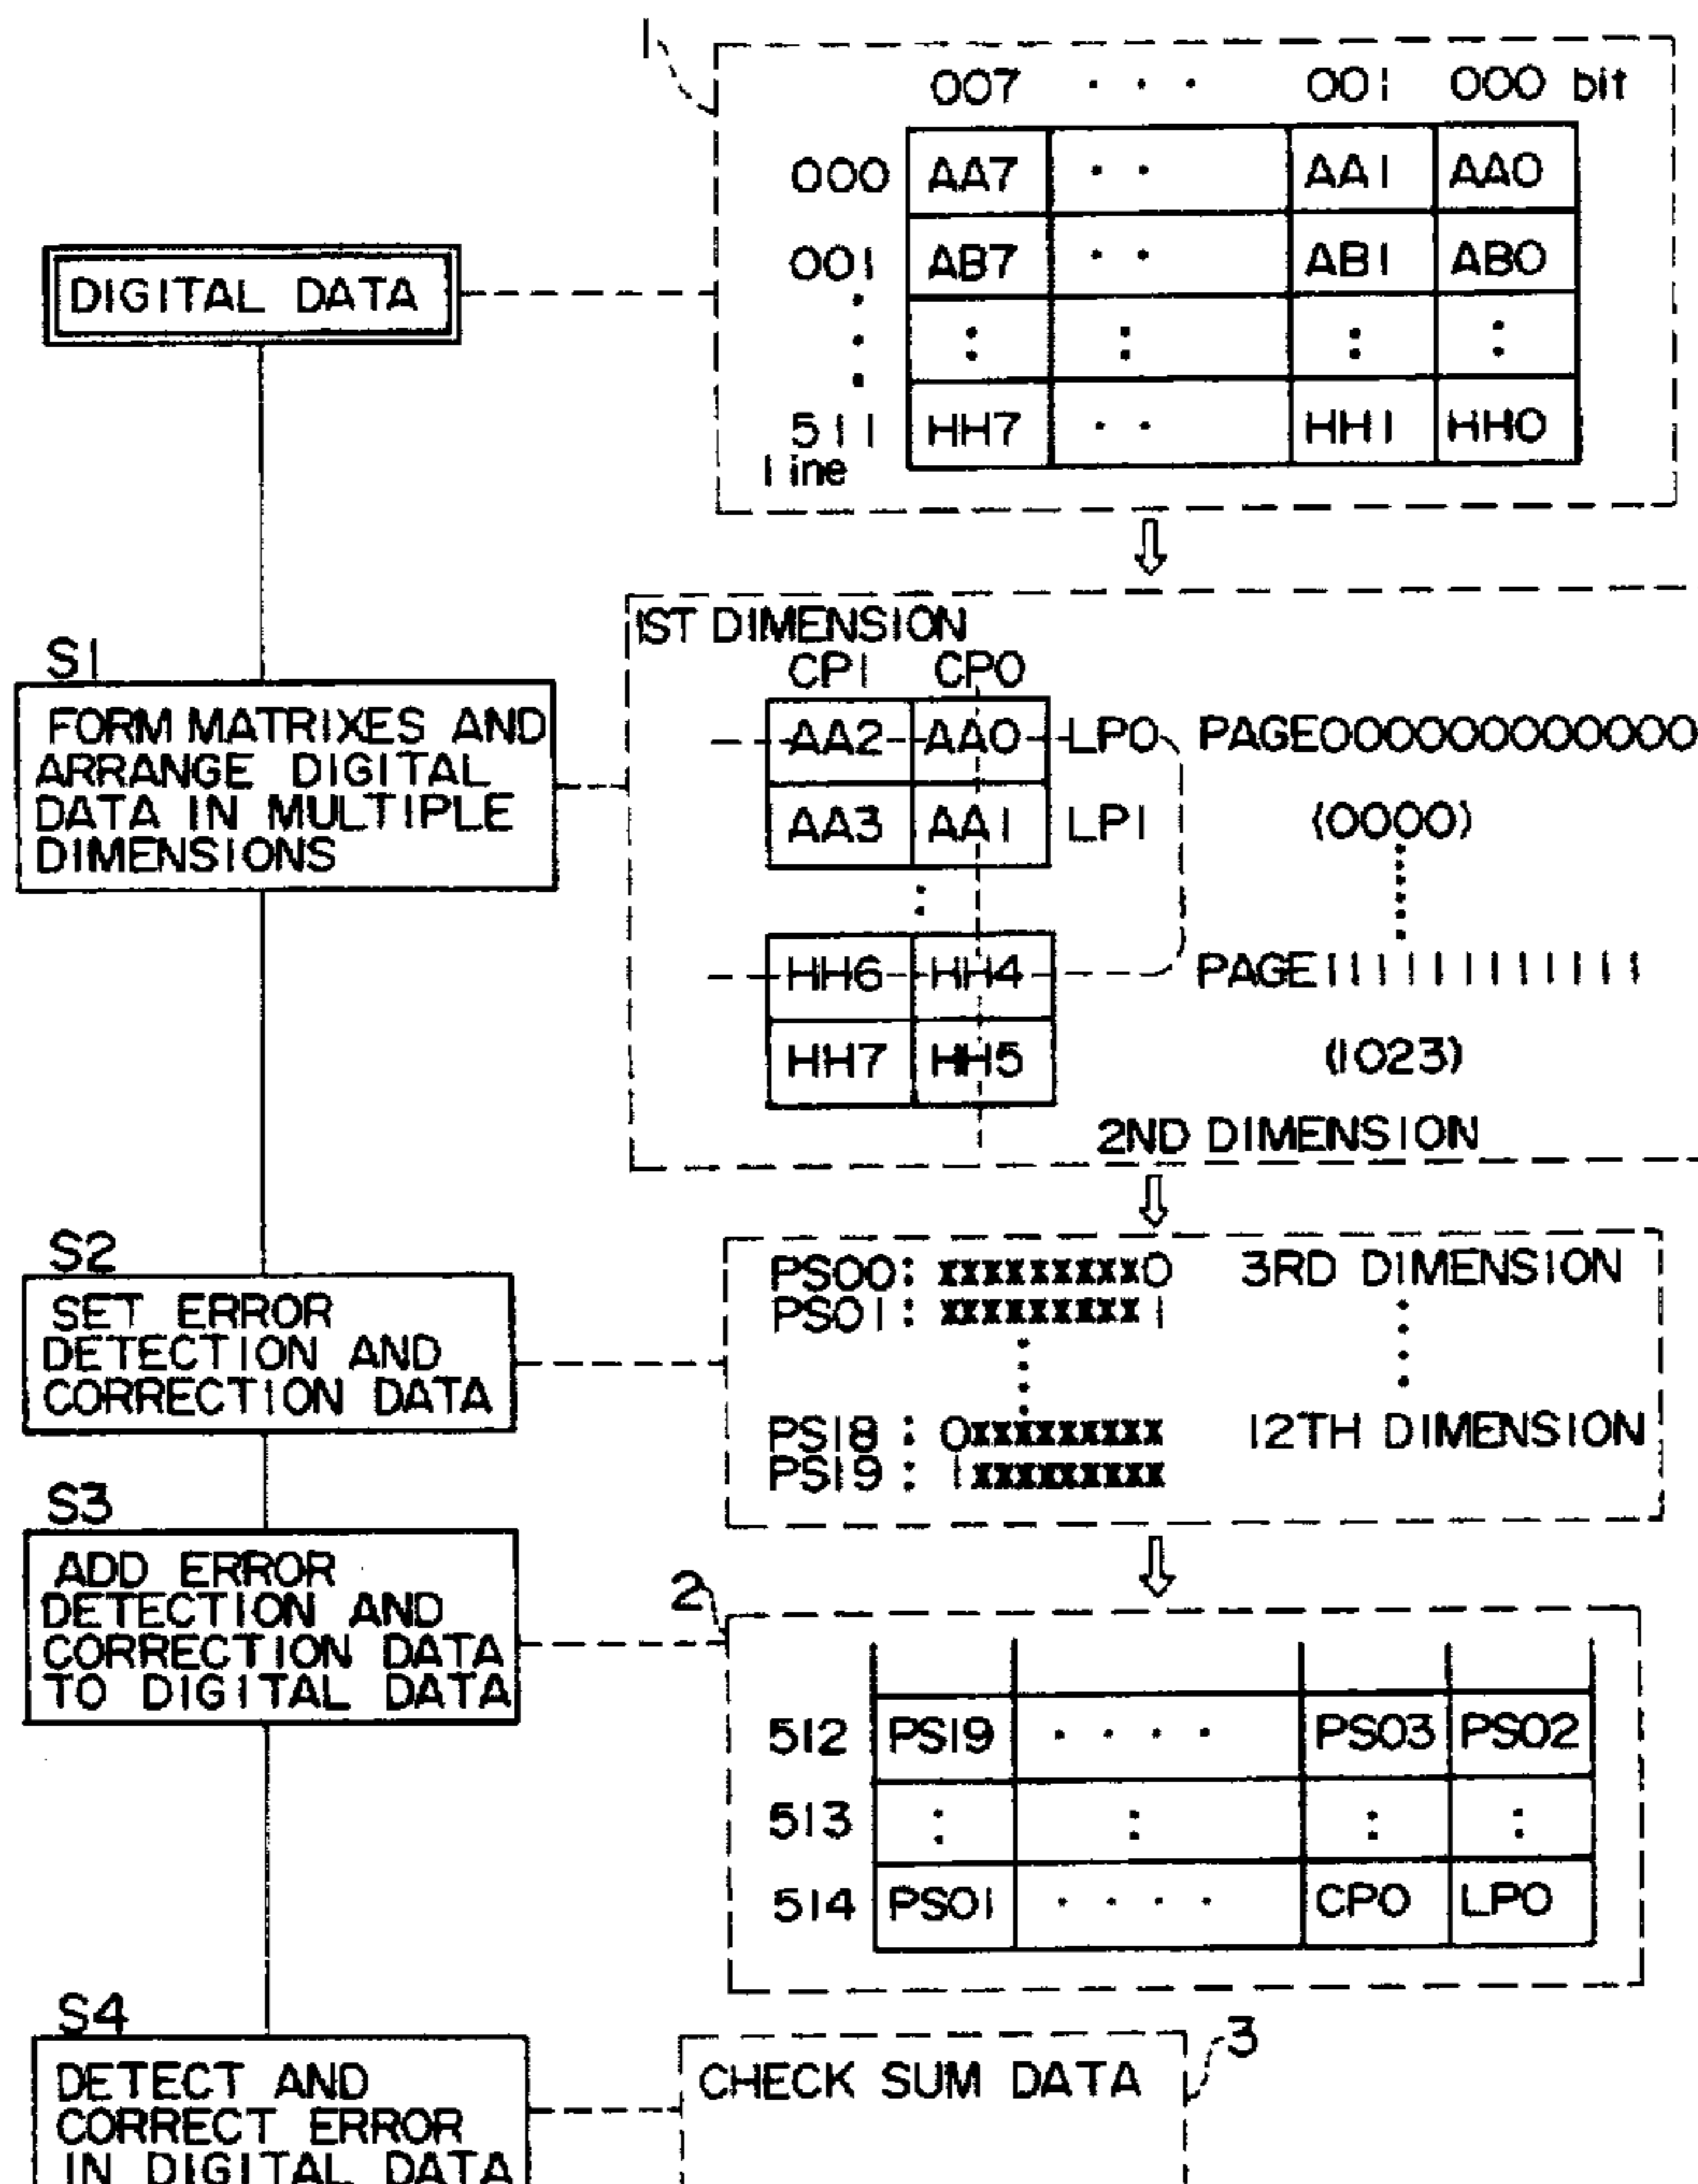 1
007 · · · 001 000 bit
000 AA7 · · AA1 AA0
001 AB7 · · AB1 AB0
511 HH7 · · HH1 HH0
line
DIGITAL DATA
S1
FORM MATRIXES AND
ARRANGE DIGITAL
DATA IN MULTIPLE
DIMENSIONS
1ST DIMENSION
CP1 CP0
AA2 AA0 LP0
AA3 AA1 LP1
HH6 HH4
HH7 HH5
PAGE000000000000
(0000)
PAGE111111111111
(1023)
2ND DIMENSION
S2
SET ERROR
DETECTION AND
CORRECTION DATA
PS00: xxxxxxxxx0 3RD DIMENSION
PS01: xxxxxxxxx1
PS18: 0xxxxxxxxx 12TH DIMENSION
PS19: 1xxxxxxxxx
S3
ADD ERROR
DETECTION AND
CORRECTION DATA
TO DIGITAL DATA
2
512 PS19 · · · · PS03 PS02
513
514 PS01 · · · · CP0 LP0
S4
DETECT AND
CORRECT ERROR
IN DIGITAL DATA
3
CHECK SUM DATA